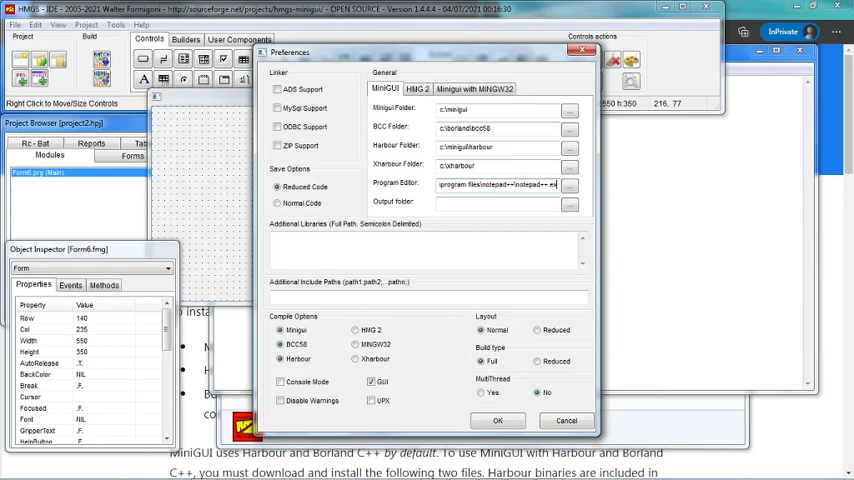 HMGS - IDE - 2005-2021 Walter Formigoni / http://sourceforge.net/projects/hmgs-minigui/ - OPEN SOURCE - Version 1.4.4.4 - 04/07/2021 00:16:30
File Edit View Project Tools Help
InPrivate
Project
Build
Controls Builders User Components
Controls actions
BATCH
Right Click to Move/Size Controls
550 h:350 216, 77
Project Browser [project2.hpj]
Rc - Bat Reports Tab
Modules Forms
Form6.prg (Main)
Object Inspector [Form6.fmg]
Form
Properties Events Methods
Property Value
Row 140
Col 235
Width 550
Height 350
AutoRelease .T.
BackColor NIL
Break .F.
Cursor
Focused .F.
Font NIL
GripperText .F.
HelpButton .F.
Preferences
Linker
ADS Support
MySql Support
ODBC Support
ZIP Support
Save Options
Reduced Code
Normal Code
General
MiniGUI HMG 2 Minigui with MINGW32
Minigui Folder: c:\minigui ...
BCC Folder: c:\borland\bcc58 ...
Harbour Folder: c:\minigui\harbour ...
Xharbour Folder: c:\xharbour ...
Program Editor: \program files\notepad++\notepad++.ex ...
Output folder: ...
Additional Libraries (Full Path, Semicolon Delimited)
Additional Include Paths (path1;path2;...pathn;)
Compile Options
Minigui HMG 2
BCC58 MINGW32
Harbour Xharbour
Console Mode GUI
Disable Warnings UPX
Layout
Normal Reduced
Build type
Full Reduced
MultiThread
Yes No
OK Cancel
MiniGUI uses Harbour and Borland C++ by default. To use MiniGUI with Harbour and Borland
C++, you must download and install the following two files. Harbour binaries are included in